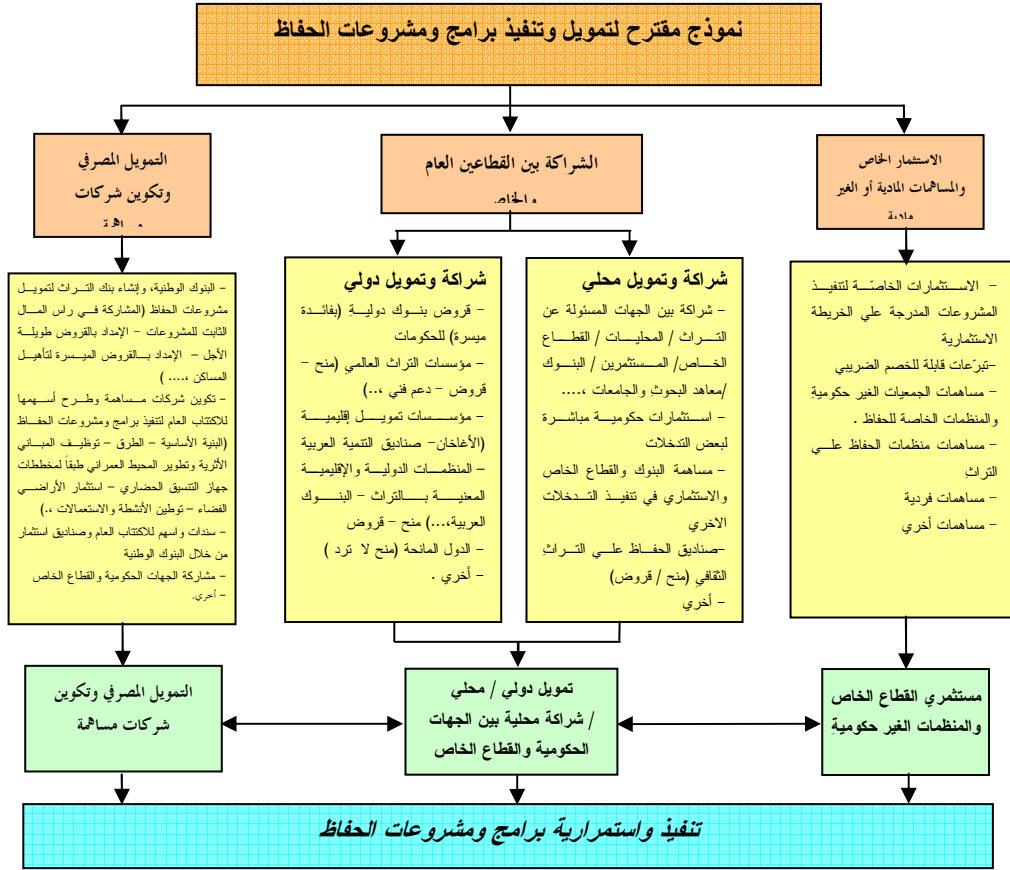 نموذج مقترح لتمويل وتنفيذ برامج ومشروعات الحفاظ
الاستثمار الخاص
والمساهمات المادية أو الغير
مادية
الشراكة بين القطاعين العام
والخاص
التمويل المصرفي
وتكوين شركات
مساهمة
- الاستثمارات الخاصّة لتنفيذ
المشروعات المدرجة علي الخريطة
الاستثمارية
-تبرّعات قابلة للخصم الضريبي
- مساهمات الجمعيات الغير حكوميةِ
والمنظمات الخاصة للحفاظ .
- مساهمات منظمات الحفاظ علي
التراثِ
- مساهمات فردية
- مساهمات أخري
شراكة وتمويل محلي
- شراكة بين الجهات المسئولة عن
التراث / المحليات / القطاع
الخاص/ المستثمرين / البنوك
/معاهد البحوث والجامعات ،....
- استثمارات حكومية مباشرة
لبعض التدخلات
- مساهمة البنوك والقطاع الخاص
والاستثماري في تنفيذ التدخلات
الاخري
-صناديق الحفاظ علي التراثِ
الثقافي (منح / قروض)
- أخري
شراكة وتمويل دولي
- قروض بنوك دولية (بفائدة
ميسرة) للحكومات
- مؤسسات التراث العالمي (منح -
قروض - دعم فني ،..)
- مؤسسات تمويل إقليمية
(الأغاخان- صناديق التنمية العربية
- المنظمات الدولية والإقليمية
المعنية بالتراث - البنوك
العربية،...) منح - قروض
- الدول المانحة (منح لا ترد )
- أخري .
- البنوك الوطنية، وإنشاء بنك التراث لتمويل
مشروعات الحفاظ (المشاركة في راس المال
الثابت للمشروعات - الإمداد بالقروض طويلة
الأجل - الإمداد بالقروض الميسرة لتأهيل
المساكن ،.... )
- تكوين شركات مساهمة وطرح أسهمها
للاكتتاب العام لتنفيذ برامج ومشروعات الحفاظ
(البنية الأساسية - الطرق - توظيف المباني
الأثرية وتطوير المحيط العمراني طبقاً لمخططات
جهاز التنسيق الحضاري - استثمار الأراضي
الفضاء - توطين الأنشطة والاستعمالات ،.)
- سندات واسهم للاكتتاب العام وصناديق استثمار
من خلال البنوك الوطنية
- مشاركة الجهات الحكومية والقطاع الخاص
- أخري.
مستثمري القطاع الخاص
والمنظمات الغير حكوميةِ
تمويل دولي / محلي
/ شراكة محلية بين الجهات
الحكومية والقطاع الخاص
التمويل المصرفي وتكوين
شركات مساهمة
تنفيذ واستمرارية برامج ومشروعات الحفاظ